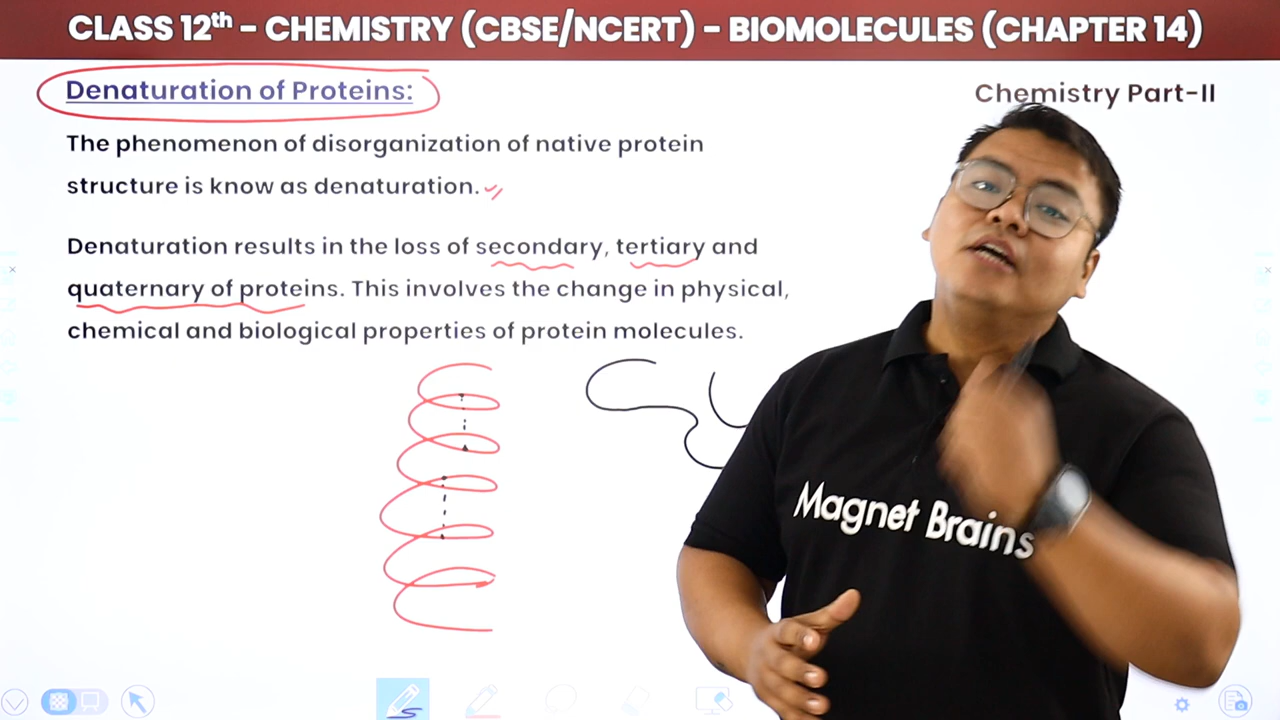 CLASS 12th - CHEMISTRY (CBSE/NCERT) - BIOMOLECULES (CHAPTER 14)
Denaturation of Proteins:
Chemistry Part-II
The phenomenon of disorganization of native protein
structure is know as denaturation.
Denaturation results in the loss of secondary, tertiary and
quaternary of proteins. This involves the change in physical,
chemical and biological properties of protein molecules.
Magnet Brains